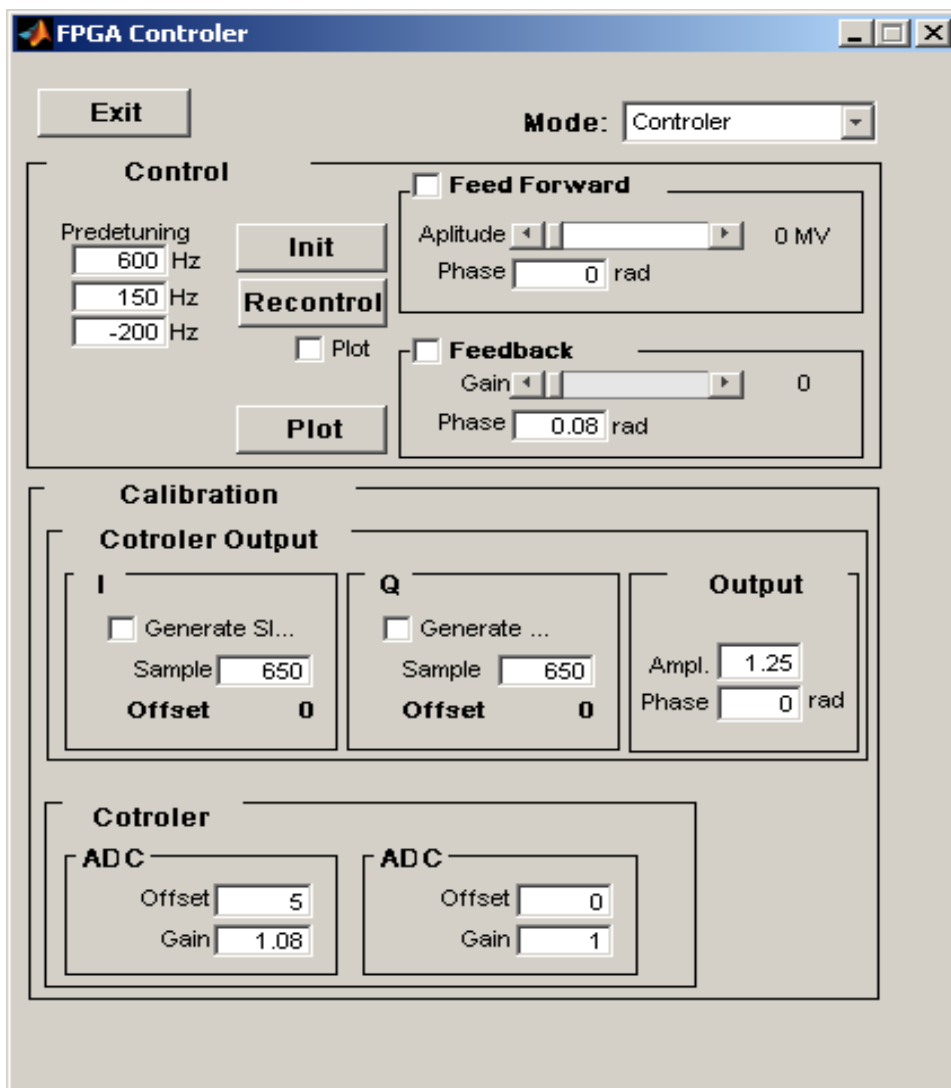 FPGA Controler
Exit
Mode: Controler
Control
Predetuning
600 Hz
150 Hz
-200 Hz
Init
Recontrol
Plot
Plot
Feed Forward
Aplitude 0 MV
Phase 0 rad
Feedback
Gain 0
Phase 0.08 rad
Calibration
Cotroler Output
I
Generate SI...
Sample 650
Offset 0
Q
Generate ...
Sample 650
Offset 0
Output
Ampl. 1.25
Phase 0 rad
Cotroler
ADC
Offset 5
Gain 1.08
ADC
Offset 0
Gain 1